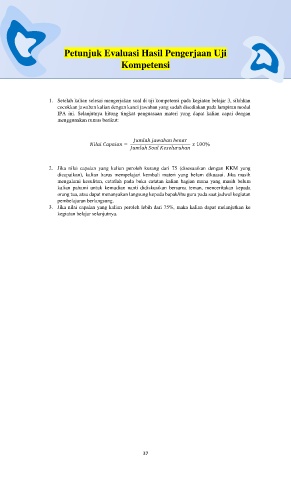 Petunjuk Evaluasi Hasil Pengerjaan Uji
Kompetensi
1. Setelah kalian selesai mengerjakan soal di uji kompetensi pada kegiatan belajar 3, silahkan
cocokkan jawaban kalian dengan kunci jawaban yang sudah disediakan pada lampiran modul
IPA ini. Selanjutnya hitung tingkat penguasaan materi yang dapat kalian capai dengan
menggunakan rumus berikut:
Nilai Capaian = Jumlah jawaban benar / Jumlah Soal Keseluruhan x 100%
2. Jika nilai capaian yang kalian peroleh kurang dari 75 (disesuaikan dengan KKM yang
ditetapkan), kalian harus mempelajari kembali materi yang belum dikuasai. Jika masih
mengalami kesulitan, catatlah pada buku catatan kalian bagian mana yang masih belum
kalian pahami untuk kemudian nanti didiskusikan bersama teman, menceritakan kepada
orang tua, atau dapat menanyakan langsung kepada bapak/ibu guru pada saat jadwal kegiatan
pembelajaran berlangsung.
3. Jika nilai capaian yang kalian peroleh lebih dari 75%, maka kalian dapat melanjutkan ke
kegiatan belajar selanjutnya.
37